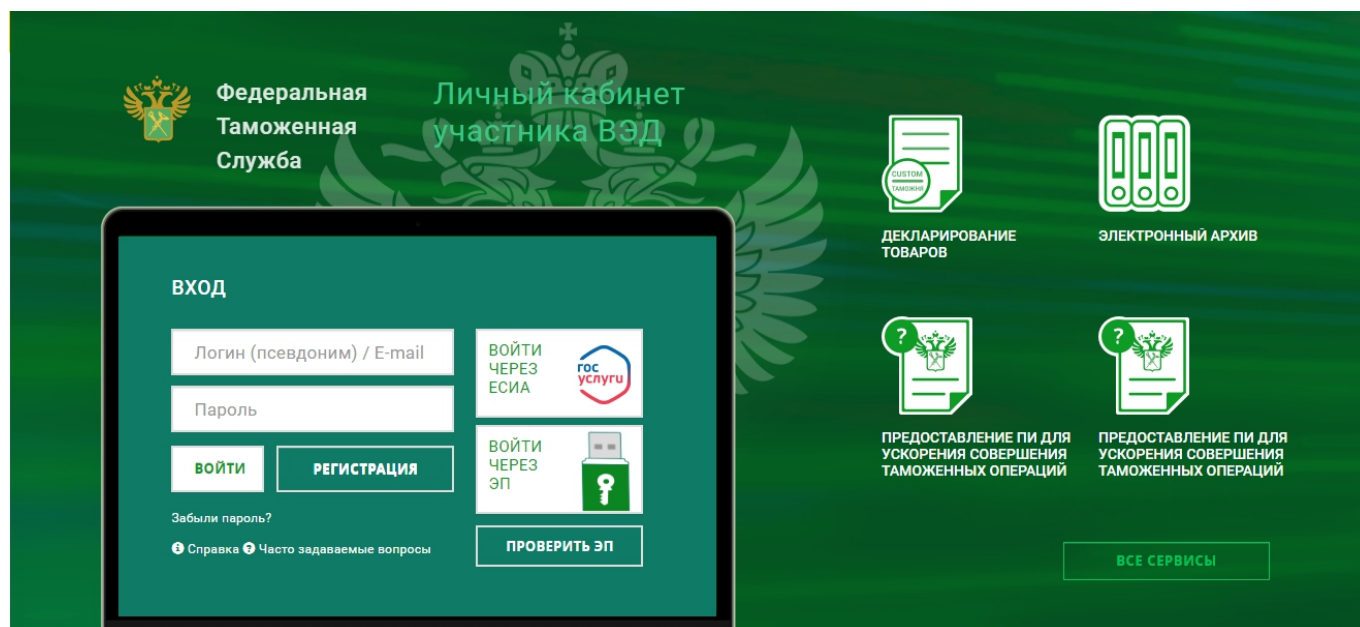 Федеральная
Таможенная
Служба
Личный кабинет
участника ВЭД
ВХОД
Логин (псевдоним) / E-mail
Пароль
ВОЙТИ
РЕГИСТРАЦИЯ
Забыли пароль?
Справка
Часто задаваемые вопросы
ВОЙТИ
ЧЕРЕЗ
ЕСИА
гос
услуги
ВОЙТИ
ЧЕРЕЗ
ЭП
ПРОВЕРИТЬ ЭП
CUSTOM
ТАМОЖНЯ
ДЕКЛАРИРОВАНИЕ
ТОВАРОВ
ЭЛЕКТРОННЫЙ АРХИВ
?
ПРЕДОСТАВЛЕНИЕ ПИ ДЛЯ
УСКОРЕНИЯ СОВЕРШЕНИЯ
ТАМОЖЕННЫХ ОПЕРАЦИЙ
?
ПРЕДОСТАВЛЕНИЕ ПИ ДЛЯ
УСКОРЕНИЯ СОВЕРШЕНИЯ
ТАМОЖЕННЫХ ОПЕРАЦИЙ
ВСЕ СЕРВИСЫ